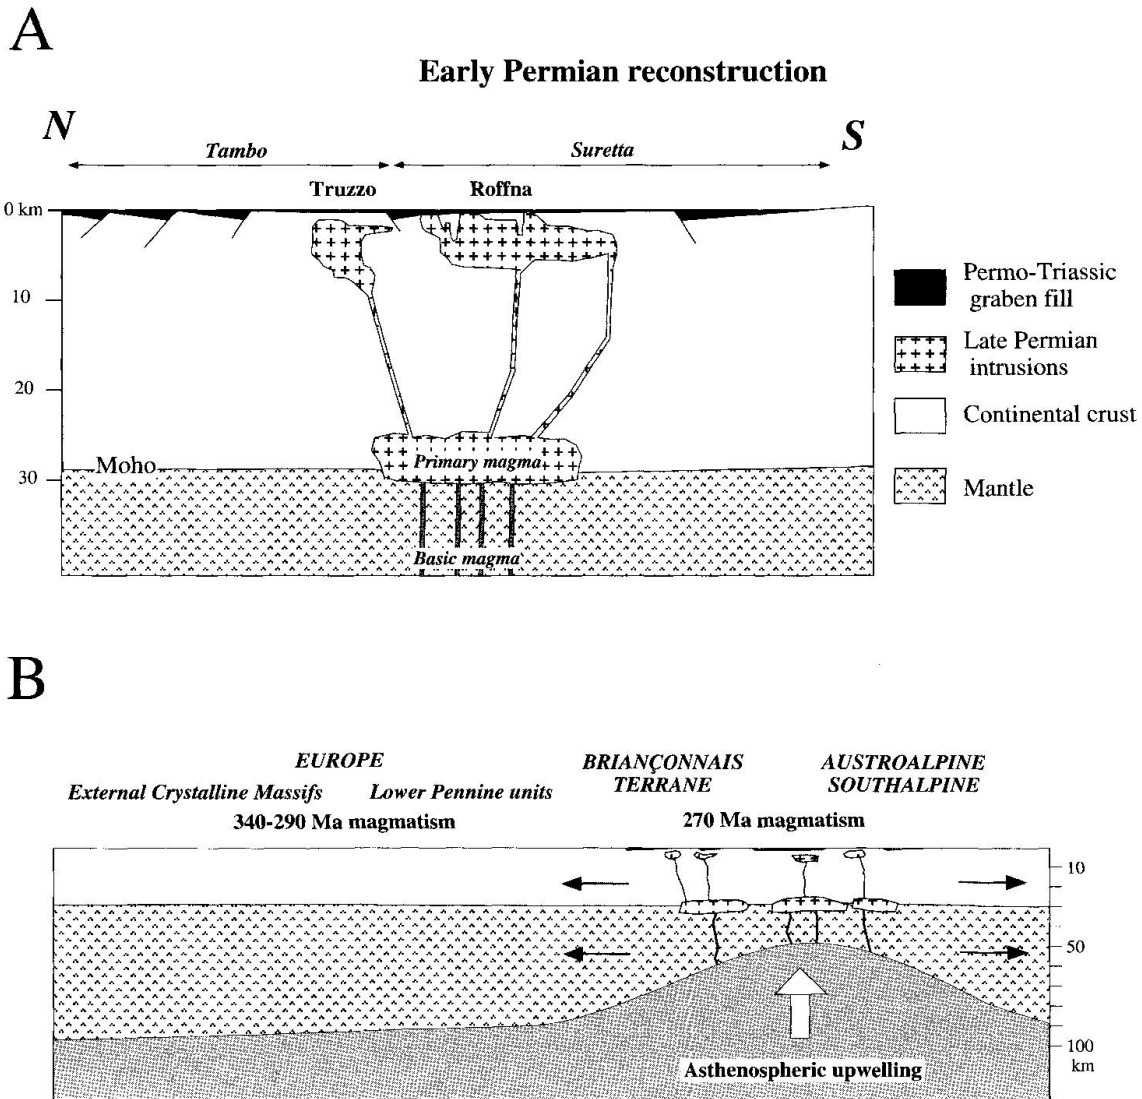 A
Early Permian reconstruction
N
S
Tambo
Suretta
Truzzo
Roffna
0 km
10
20
30
Moho
Primary magma
Basic magma
Permo-Triassic
graben fill
Late Permian
intrusions
Continental crust
Mantle
B
EUROPE
External Crystalline Massifs
Lower Pennine units
340-290 Ma magmatism
BRIANÇONNAIS
TERRANE
AUSTROALPINE
SOUTHALPINE
270 Ma magmatism
10
50
100
km
Asthenospheric upwelling